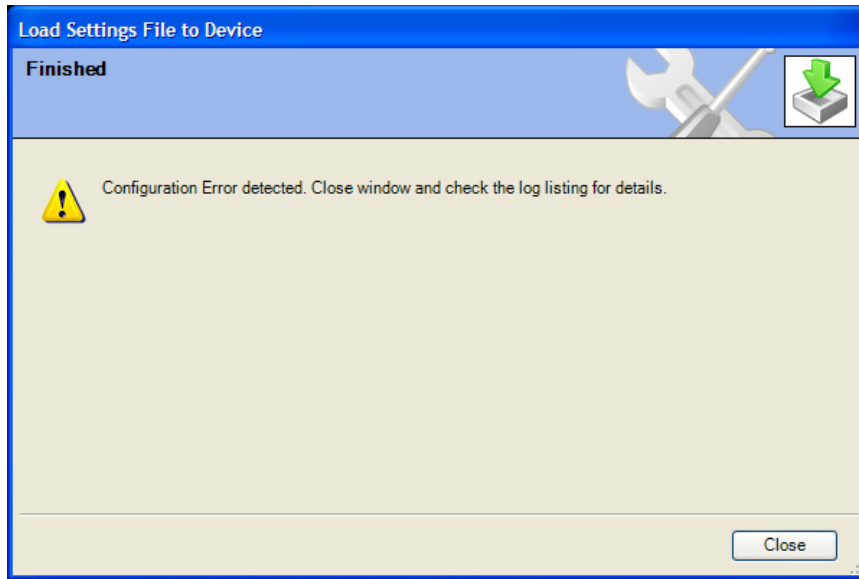 Load Settings File to Device
Finished
Configuration Error detected. Close window and check the log listing for details.
Close